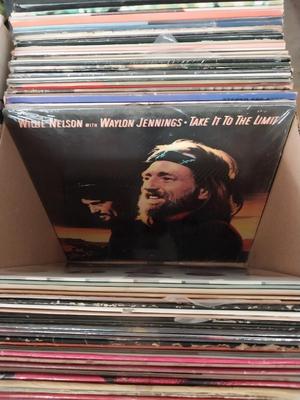 WILLIE NELSON WITH WAYLON JENNINGS • TAKE IT TO THE LIMIT